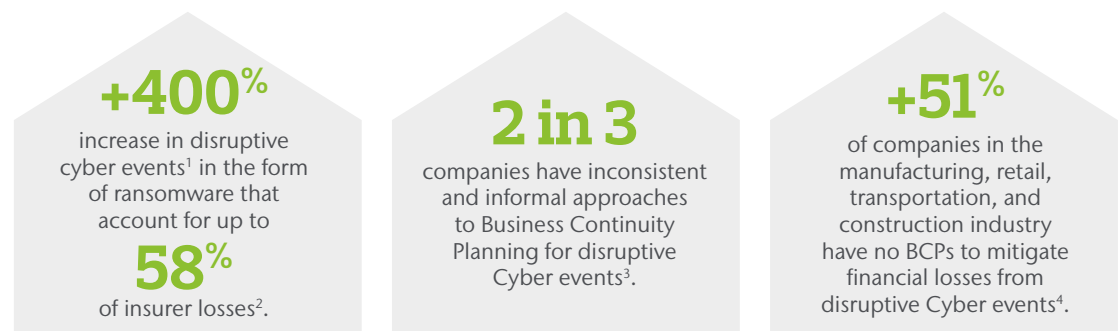 +400%
increase in disruptive
cyber events¹ in the form
of ransomware that
account for up to
58%
of insurer losses².
2 in 3
companies have inconsistent
and informal approaches
to Business Continuity
Planning for disruptive
Cyber events³.
+51%
of companies in the
manufacturing, retail,
transportation, and
construction industry
have no BCPs to mitigate
financial losses from
disruptive Cyber events⁴.